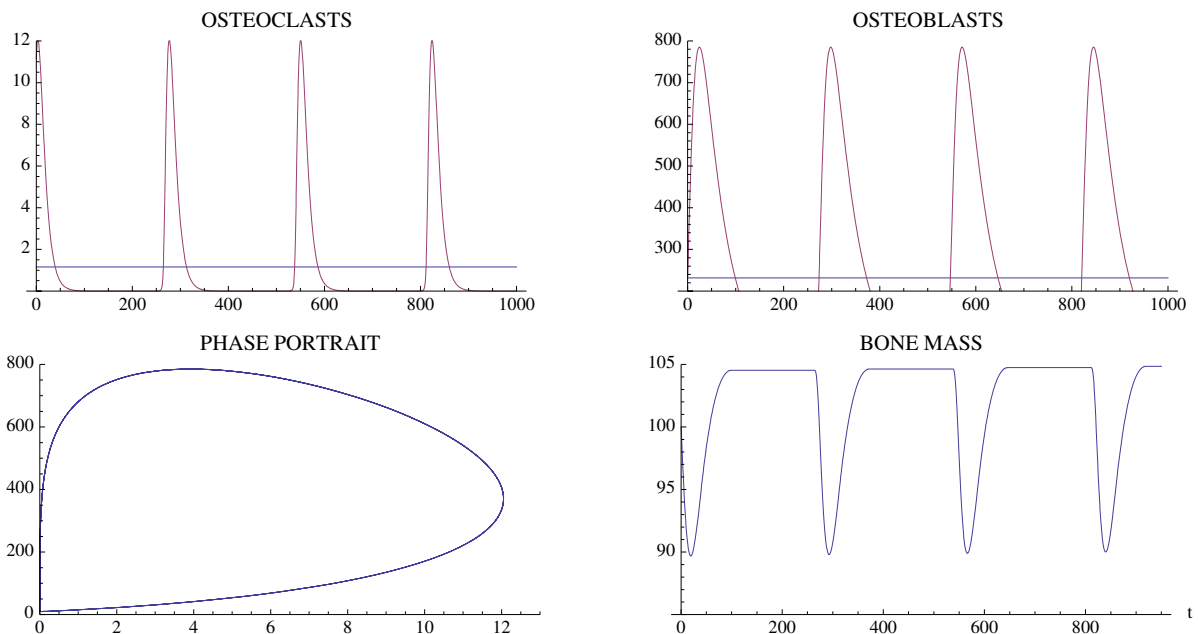 OSTEOCLASTS
12
10
8
6
4
2
0 200 400 600 800 1000
OSTEOBLASTS
800
700
600
500
400
300
0 200 400 600 800 1000
PHASE PORTRAIT
800
600
400
200
0
0 2 4 6 8 10 12
BONE MASS
105
100
95
90
0 200 400 600 800 t